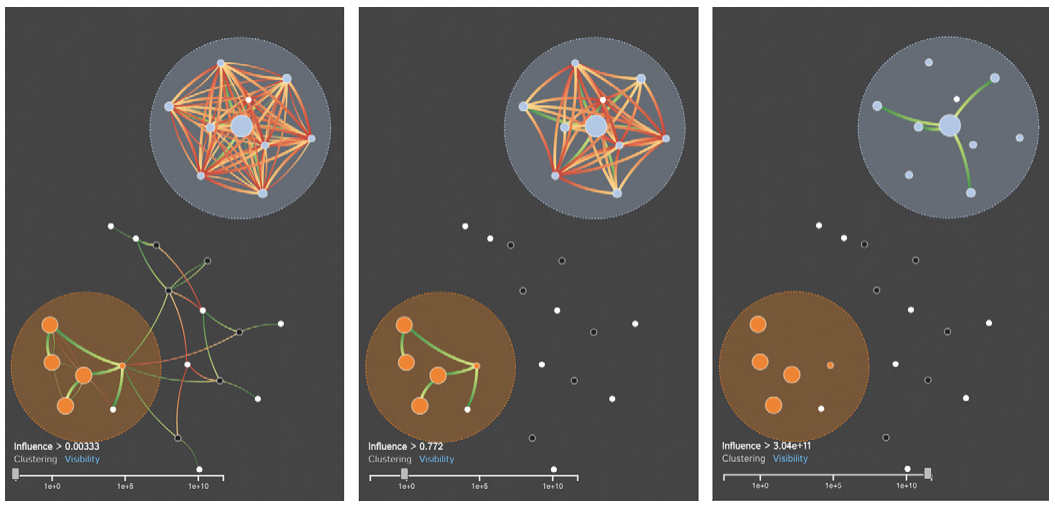 Influence > 0.00333
Clustering Visibility
1e+0 1e+5 1e+10
Influence > 0.772
Clustering Visibility
1e+0 1e+5 1e+10
Influence > 3.04e+11
Clustering Visibility
1e+0 1e+5 1e+10